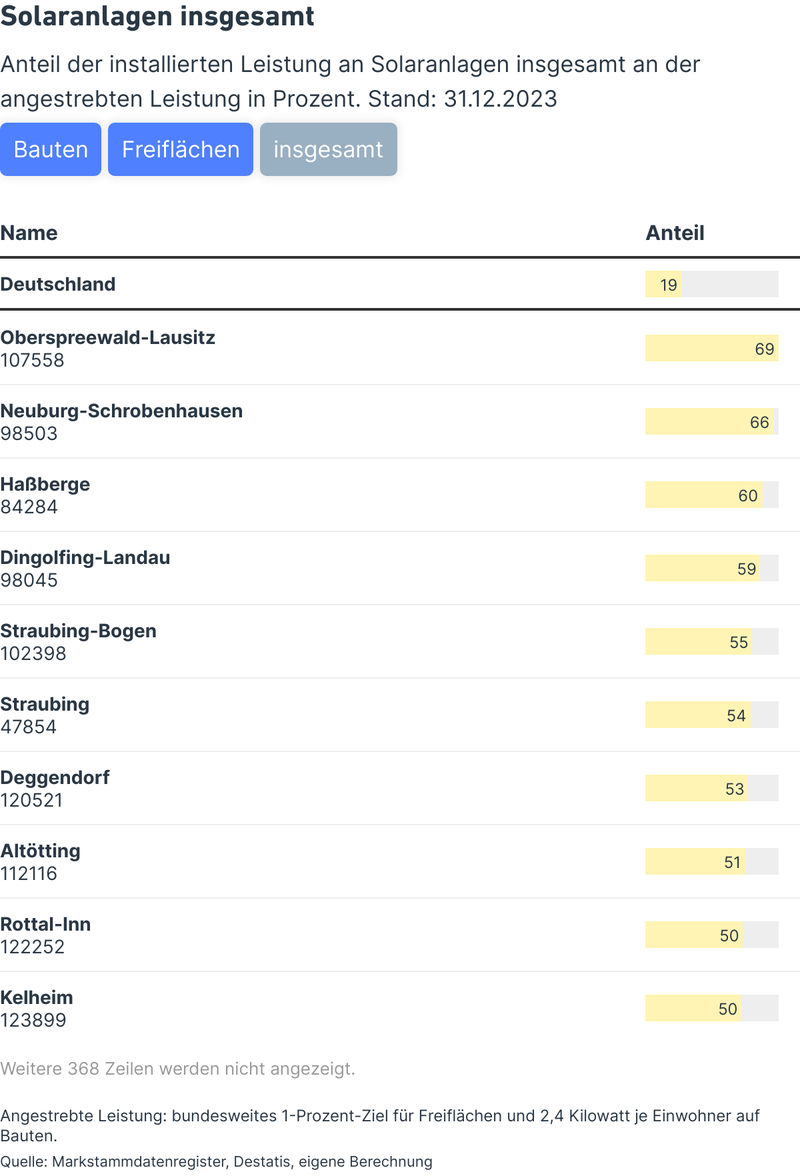 Solaranlagen insgesamt
Anteil der installierten Leistung an Solaranlagen insgesamt an der
angestrebten Leistung in Prozent. Stand: 31.12.2023
Bauten Freiflächen insgesamt
Name Anteil
Deutschland 19
Oberspreewald-Lausitz
107558 69
Neuburg-Schrobenhausen
98503 66
Haßberge
84284 60
Dingolfing-Landau
98045 59
Straubing-Bogen
102398 55
Straubing
47854 54
Deggendorf
120521 53
Altötting
112116 51
Rottal-Inn
122252 50
Kelheim
123899 50
Weitere 368 Zeilen werden nicht angezeigt.
Angestrebte Leistung: bundesweites 1-Prozent-Ziel für Freiflächen und 2,4 Kilowatt je Einwohner auf
Bauten.
Quelle: Markstammdatenregister, Destatis, eigene Berechnung